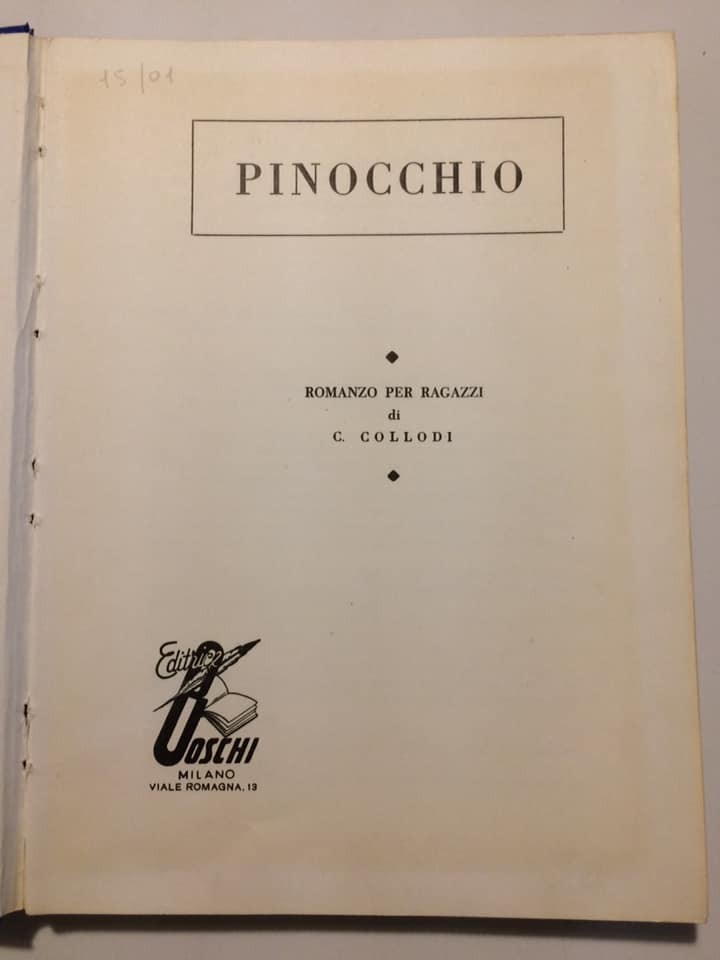 15/01
PINOCCHIO
ROMANZO PER RAGAZZI
di
C. COLLODI
Editrice
BOSCHI
MILANO
VIALE ROMAGNA, 13